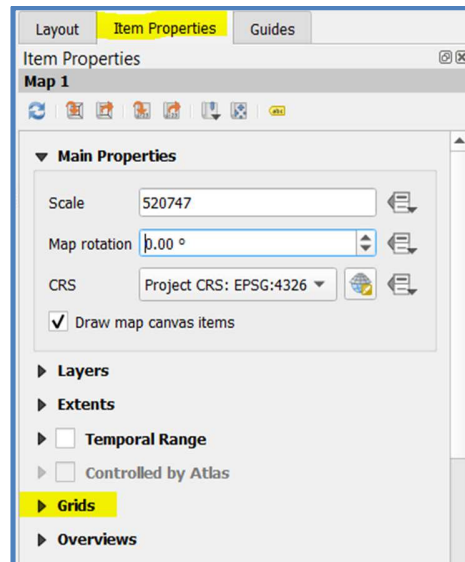 Layout Item Properties Guides
Item Properties
Map 1
abc
Main Properties
Scale 520747
Map rotation 0.00 °
CRS Project CRS: EPSG:4326
Draw map canvas items
Layers
Extents
Temporal Range
Controlled by Atlas
Grids
Overviews